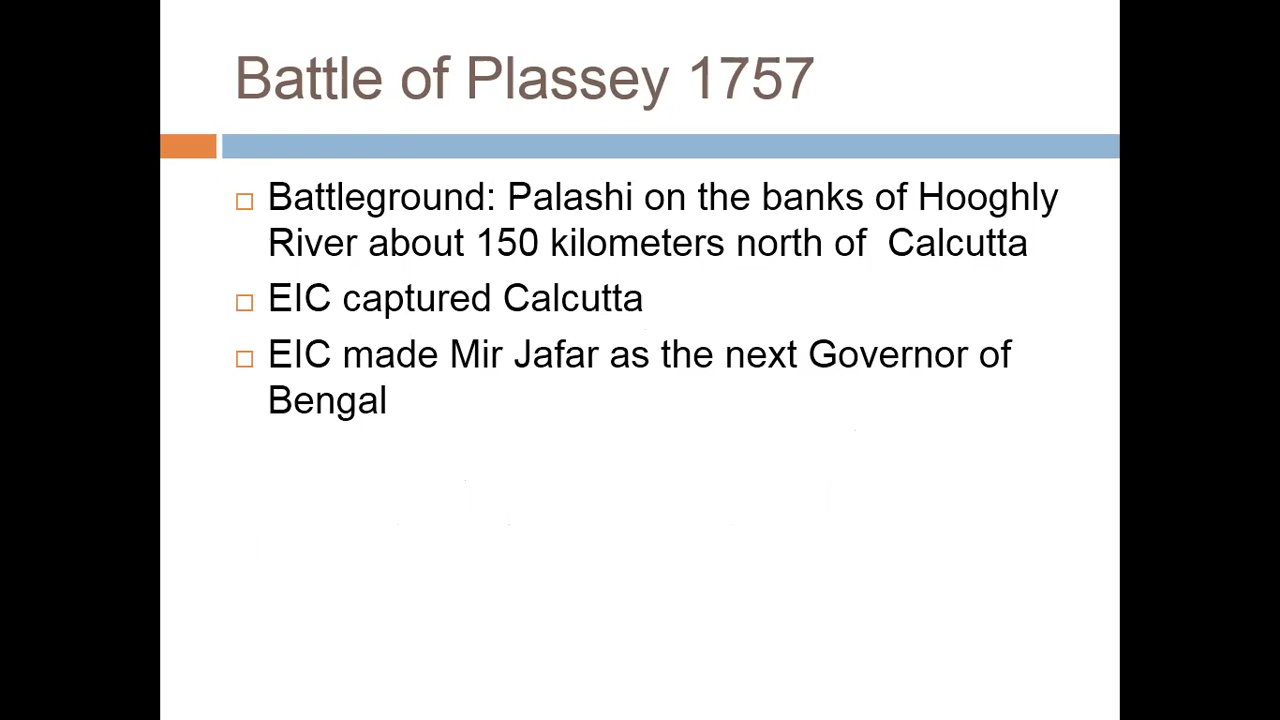 Battle of Plassey 1757
Battleground: Palashi on the banks of Hooghly
River about 150 kilometers north of  Calcutta
EIC captured Calcutta
EIC made Mir Jafar as the next Governor of
Bengal